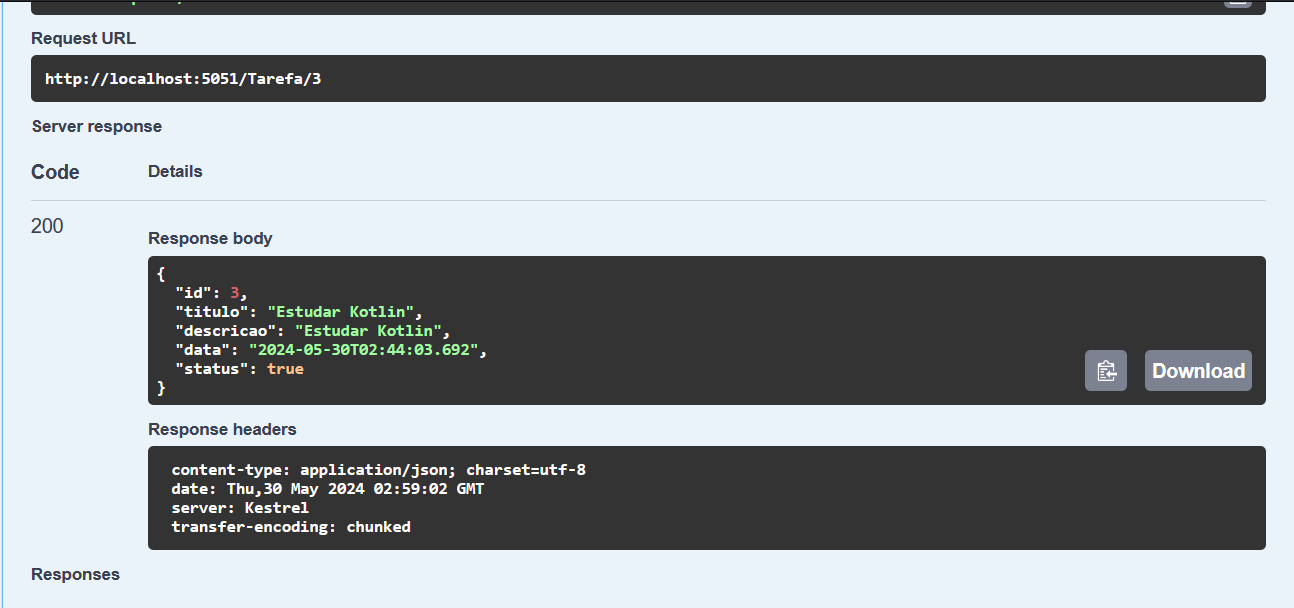 Request URL
http://localhost:5051/Tarefa/3
Server response
Code Details
200
Response body
{
  "id": 3,
  "titulo": "Estudar Kotlin",
  "descricao": "Estudar Kotlin",
  "data": "2024-05-30T02:44:03.692",
  "status": true
}
Download
Response headers
content-type: application/json; charset=utf-8
date: Thu,30 May 2024 02:59:02 GMT
server: Kestrel
transfer-encoding: chunked
Responses